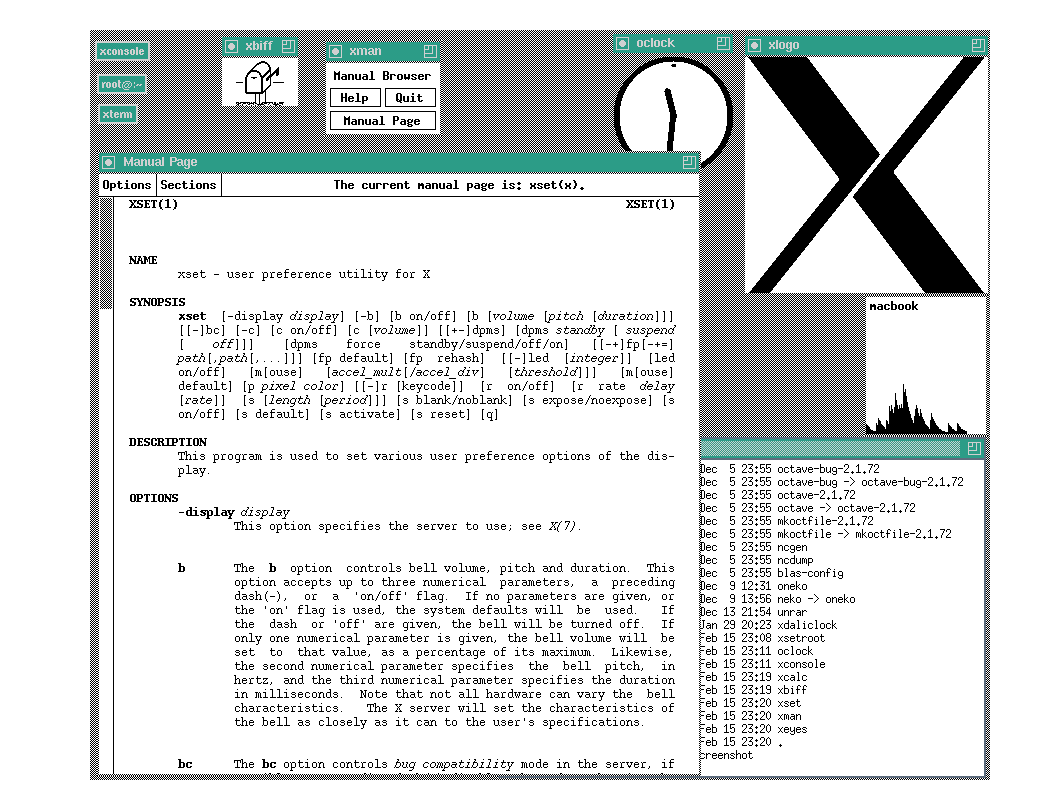 xconsole
root@:~
xterm
xbiff
xman
Manual Browser
Help Quit
Manual Page
oclock
xlogo
Manual Page
Options Sections The current manual page is: xset(x).
XSET(1) XSET(1)
NAME
xset - user preference utility for X
SYNOPSIS
xset [-display display] [-b] [b on/off] [b [volume [pitch [duration]]]
[[-]bc] [-c] [c on/off] [c [volume]] [[+-]dpms] [dpms standby [ suspend
[ off]]] [dpms force standby/suspend/off/on] [[-+]fp[-+=]
path[,path[,...]]] [fp default] [fp rehash] [[-]led [integer]] [led
on/off] [m[ouse] [accel_mult[/accel_div] [threshold]]] [m[ouse]
default] [p pixel color] [[-]r [keycode]] [r on/off] [r rate delay
[rate]] [s [length [period]]] [s blank/noblank] [s expose/noexpose] [s
on/off] [s default] [s activate] [s reset] [q]
DESCRIPTION
This program is used to set various user preference options of the dis-
play.
OPTIONS
-display display
This option specifies the server to use; see X(7).
b The b option controls bell volume, pitch and duration. This
option accepts up to three numerical parameters, a preceding
dash(-), or a 'on/off' flag. If no parameters are given, or
the 'on' flag is used, the system defaults will be used. If
the dash or 'off' are given, the bell will be turned off. If
only one numerical parameter is given, the bell volume will be
set to that value, as a percentage of its maximum. Likewise,
the second numerical parameter specifies the bell pitch, in
hertz, and the third numerical parameter specifies the duration
in milliseconds. Note that not all hardware can vary the bell
characteristics. The X server will set the characteristics of
the bell as closely as it can to the user's specifications.
bc The bc option controls bug compatibility mode in the server, if
macbook
Dec 5 23:55 octave-bug-2.1.72
Dec 5 23:55 octave-bug -> octave-bug-2.1.72
Dec 5 23:55 octave-2.1.72
Dec 5 23:55 octave -> octave-2.1.72
Dec 5 23:55 mkoctfile-2.1.72
Dec 5 23:55 mkoctfile -> mkoctfile-2.1.72
Dec 5 23:55 ncgen
Dec 5 23:55 ncdump
Dec 5 23:55 blas-config
Dec 9 12:31 oneko
Dec 9 13:56 neko -> oneko
Dec 13 21:54 unrar
Jan 29 20:23 xdaliclock
Feb 15 23:08 xsetroot
Feb 15 23:11 oclock
Feb 15 23:11 xconsole
Feb 15 23:19 xcalc
Feb 15 23:19 xbiff
Feb 15 23:20 xset
Feb 15 23:20 xman
Feb 15 23:20 xeyes
Feb 15 23:20 .
creenshot